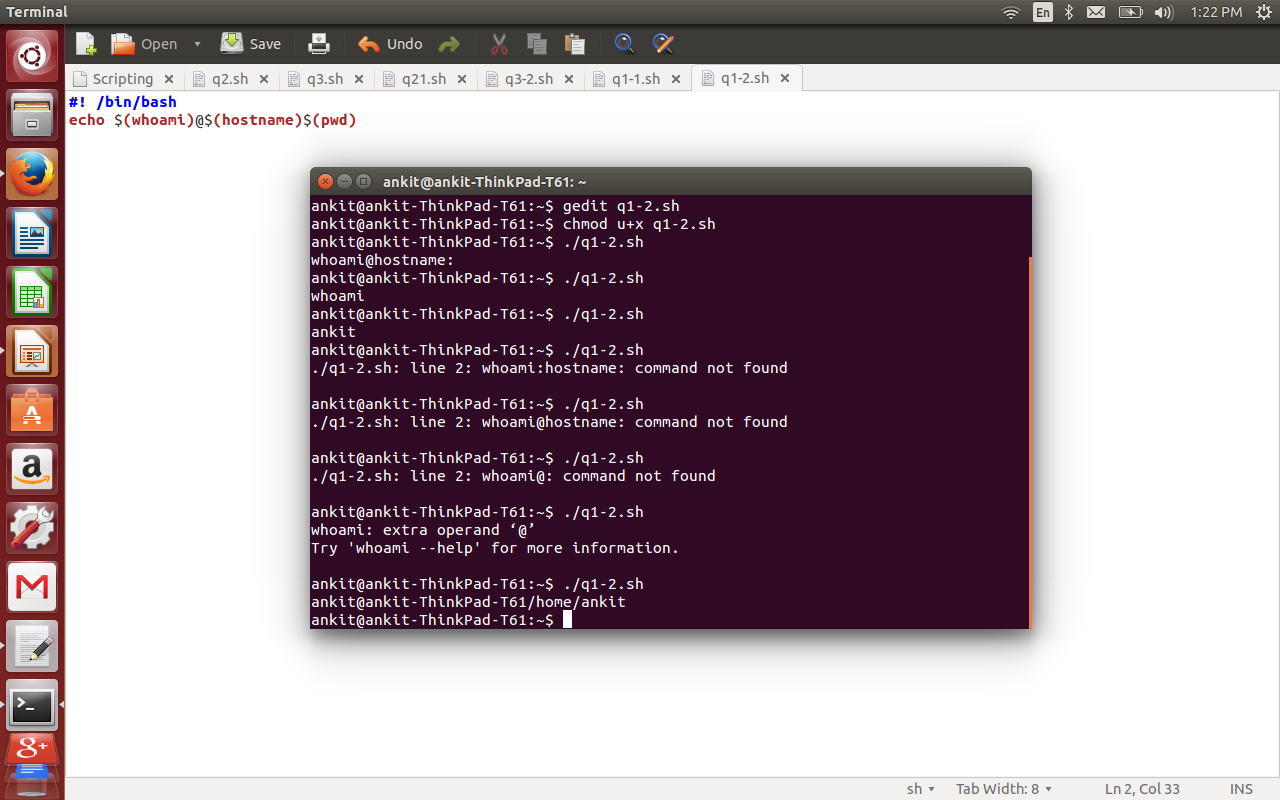 Terminal
En
1:22 PM
Open
Save
Undo
Scripting
q2.sh
q3.sh
q21.sh
q3-2.sh
q1-1.sh
q1-2.sh
#! /bin/bash
echo $(whoami)@$(hostname)$(pwd)
ankit@ankit-ThinkPad-T61: ~
ankit@ankit-ThinkPad-T61:~$ gedit q1-2.sh
ankit@ankit-ThinkPad-T61:~$ chmod u+x q1-2.sh
ankit@ankit-ThinkPad-T61:~$ ./q1-2.sh
whoami@hostname:
ankit@ankit-ThinkPad-T61:~$ ./q1-2.sh
whoami
ankit@ankit-ThinkPad-T61:~$ ./q1-2.sh
ankit
ankit@ankit-ThinkPad-T61:~$ ./q1-2.sh
./q1-2.sh: line 2: whoami:hostname: command not found
ankit@ankit-ThinkPad-T61:~$ ./q1-2.sh
./q1-2.sh: line 2: whoami@hostname: command not found
ankit@ankit-ThinkPad-T61:~$ ./q1-2.sh
./q1-2.sh: line 2: whoami@: command not found
ankit@ankit-ThinkPad-T61:~$ ./q1-2.sh
whoami: extra operand ‘@’
Try 'whoami --help' for more information.
ankit@ankit-ThinkPad-T61:~$ ./q1-2.sh
ankit@ankit-ThinkPad-T61/home/ankit
ankit@ankit-ThinkPad-T61:~$
A
a
>_
g+
sh
Tab Width: 8
Ln 2, Col 33
INS